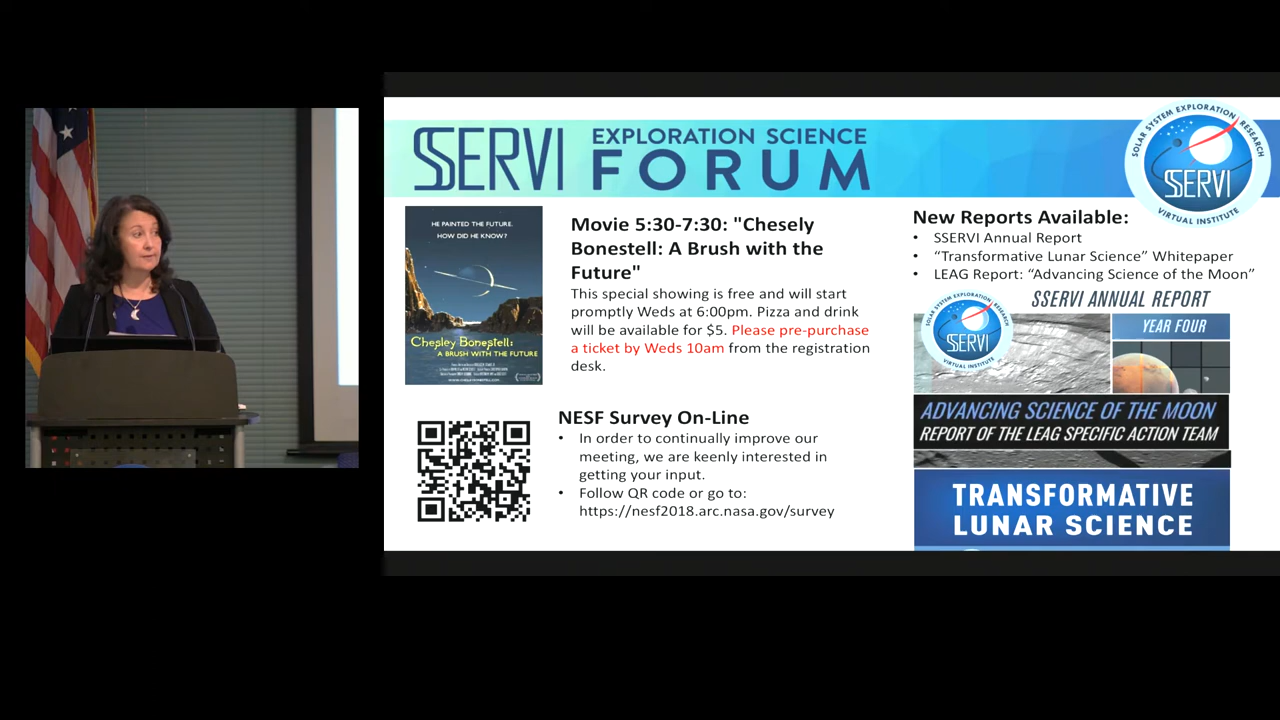 SSERVI EXPLORATION SCIENCE
FORUM
SOLAR SYSTEM EXPLORATION RESEARCH
SSERVI
VIRTUAL INSTITUTE
HE PAINTED THE FUTURE.
HOW DID HE KNOW?
Chesley Bonestell:
A BRUSH WITH THE FUTURE
Movie 5:30-7:30: "Chesely
Bonestell: A Brush with the
Future"
This special showing is free and will start
promptly Weds at 6:00pm. Pizza and drink
will be available for $5. Please pre-purchase
a ticket by Weds 10am from the registration
desk.
NESF Survey On-Line
• In order to continually improve our
meeting, we are keenly interested in
getting your input.
• Follow QR code or go to:
https://nesf2018.arc.nasa.gov/survey
New Reports Available:
• SSERVI Annual Report
• “Transformative Lunar Science” Whitepaper
• LEAG Report: “Advancing Science of the Moon”
SSERVI ANNUAL REPORT
SOLAR SYSTEM EXPLORATION RESEARCH
SSERVI
VIRTUAL INSTITUTE
YEAR FOUR
ADVANCING SCIENCE OF THE MOON
REPORT OF THE LEAG SPECIFIC ACTION TEAM
TRANSFORMATIVE
LUNAR SCIENCE